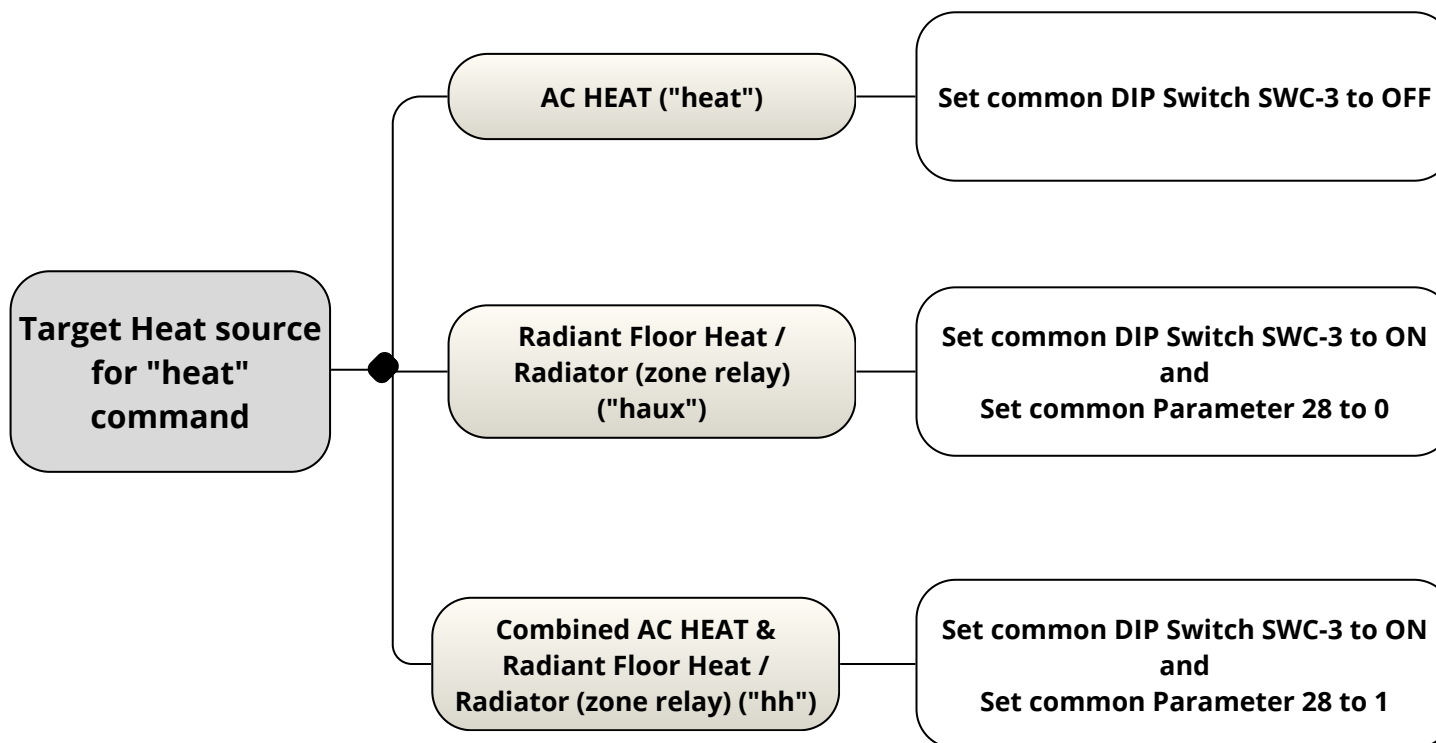 AC HEAT ("heat")
Set common DIP Switch SWC-3 to OFF
Target Heat source
for "heat"
command
Radiant Floor Heat /
Radiator (zone relay)
("haux")
Set common DIP Switch SWC-3 to ON
and
Set common Parameter 28 to 0
Combined AC HEAT &
Radiant Floor Heat /
Radiator (zone relay) ("hh")
Set common DIP Switch SWC-3 to ON
and
Set common Parameter 28 to 1